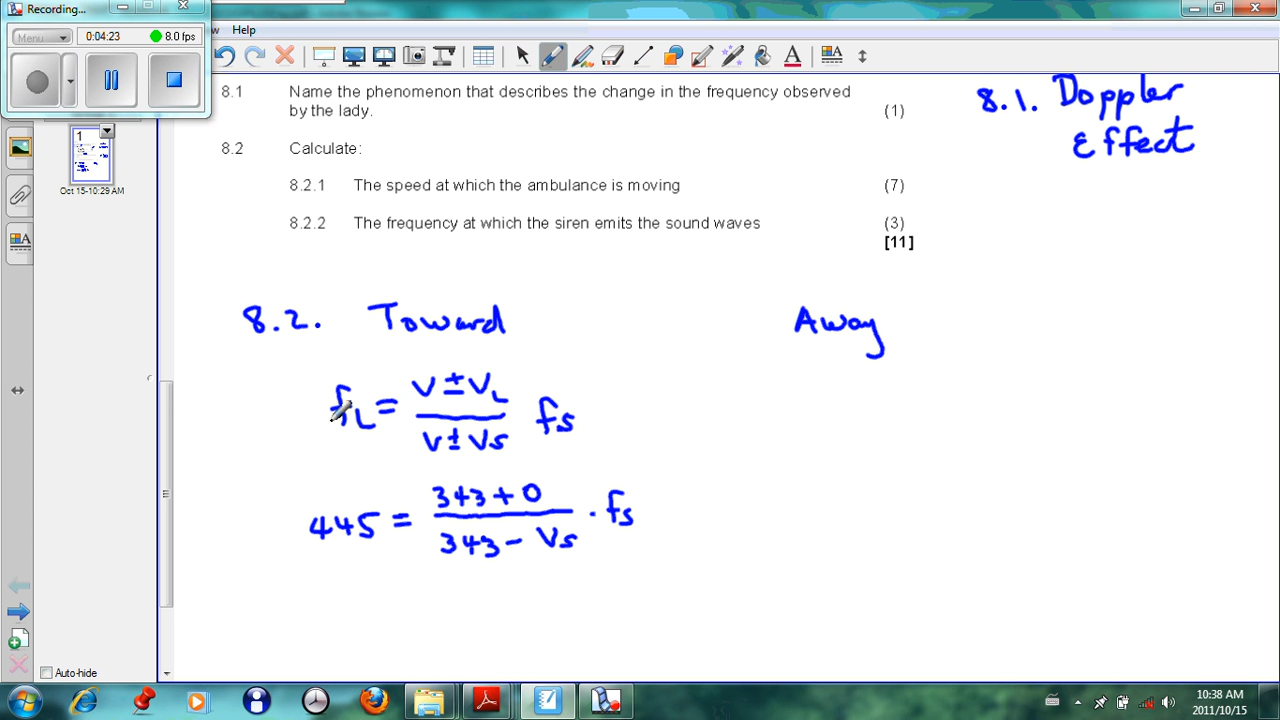 Recording...
Menu
0:04:23
8.0 fps
Help
8.1 Name the phenomenon that describes the change in the frequency observed
by the lady. (1)
8.2 Calculate:
8.2.1 The speed at which the ambulance is moving (7)
8.2.2 The frequency at which the siren emits the sound waves (3)
[11]
8.1. Doppler
Effect
1
Oct 15-10:29 AM
8.2. Toward
Away
fL = V ± VL / V ± Vs fs
445 = 343 + 0 / 343 - Vs . fs
Auto-hide
10:38 AM
2011/10/15